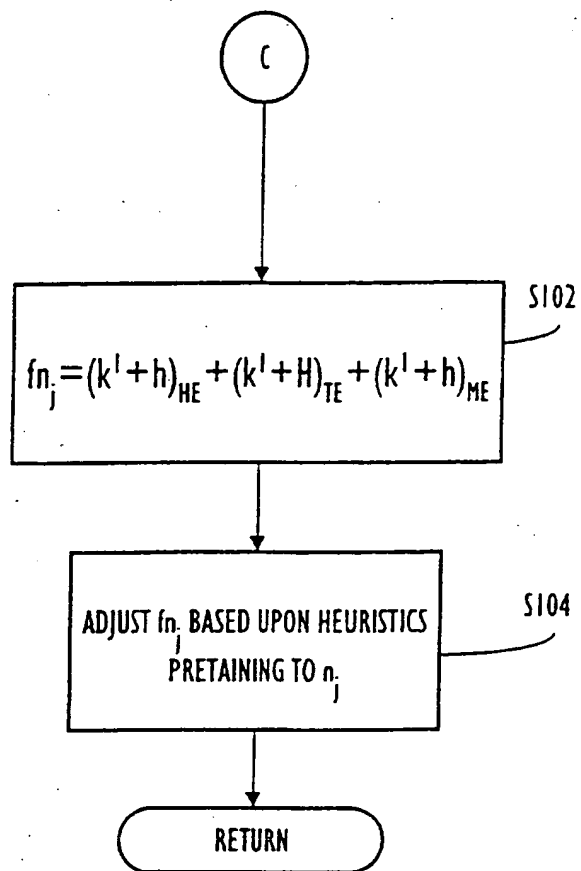 C
S102
fn_j = (k^l + h)_HE + (k^l + H)_TE + (k^l + h)_ME
S104
ADJUST fn_j BASED UPON HEURISTICS
PRETAINING TO n_j
RETURN